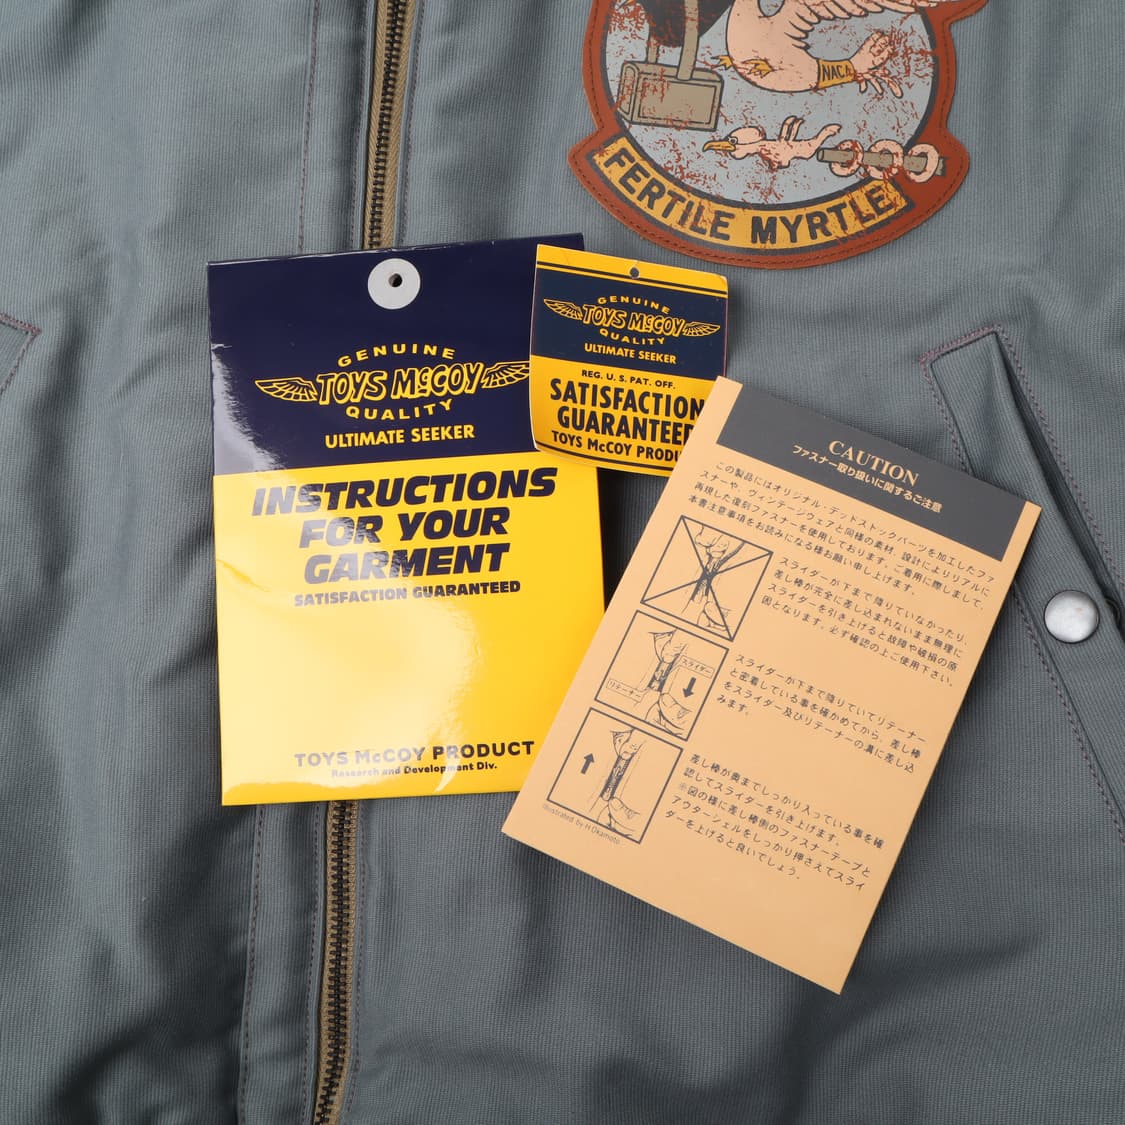 NACA
FERTILE MYRTLE
GENUINE
TOYS McCOY
QUALITY
ULTIMATE SEEKER
INSTRUCTIONS
FOR YOUR
GARMENT
SATISFACTION GUARANTEED
TOYS McCOY PRODUCT
Research and Development Div.
GENUINE
TOYS McCOY
QUALITY
ULTIMATE SEEKER
REG. U. S. PAT. OFF.
SATISFACTION
GUARANTEE
TOYS McCOY PRODU
CAUTION
ファスナー取り扱いに関するご注意
この製品にはオリジナル・デッドストックパーツを加工したファ
スナーや、ヴィンテージウェアと同様の素材、設計によりリアルに
再現した復刻ファスナーを使用しております。ご着用に際しまして、
本書注意事項をお読みになる様お願い申し上げます。
スライダーが下まで降りていなかったり、
差し棒が完全に差し込まれないまま無理に
スライダーを引き上げると故障や破損の原
因となります。必ず確認の上ご使用下さい。
スライダー
リテーナー
スライダーが下まで降りていてリテーナー
と密着している事を確かめてから、差し棒
をスライダー及びリテーナーの溝に差し込
みます。
差し棒が奥までしっかり入っている事を確
認してスライダーを引き上げます。
※図の様に差し棒側のファスナーテープと
アウターシェルをしっかり押さえてスライ
ダーを上げると良いでしょう。
Illustrated by H.Okamoto